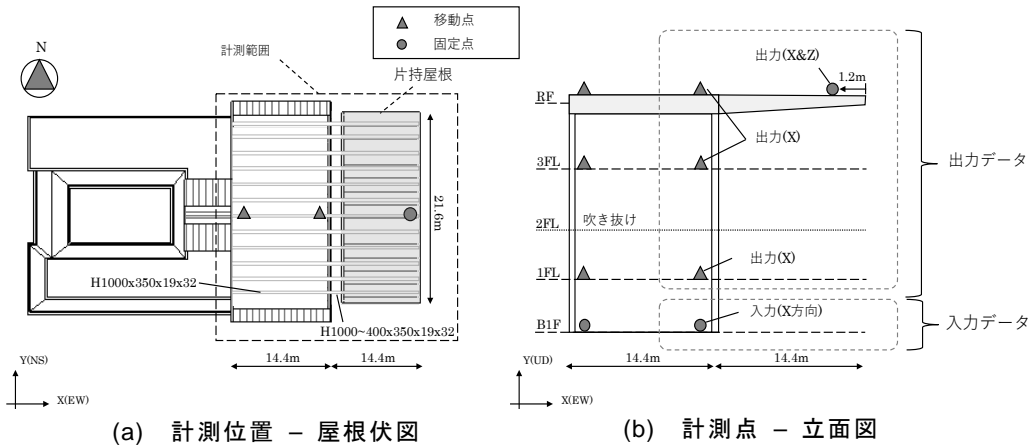 移動点
固定点
計測範囲
片持屋根
N
21.6m
H1000x350x19x32
H1000~400x350x19x32
14.4m
14.4m
Y(NS)
X(EW)
(a) 計測位置 – 屋根伏図
出力(X&Z)
1.2m
RF
出力(X)
3FL
2FL
吹き抜け
出力(X)
1FL
入力(X方向)
B1F
出力データ
入力データ
14.4m
14.4m
Y(UD)
X(EW)
(b) 計測点 – 立面図